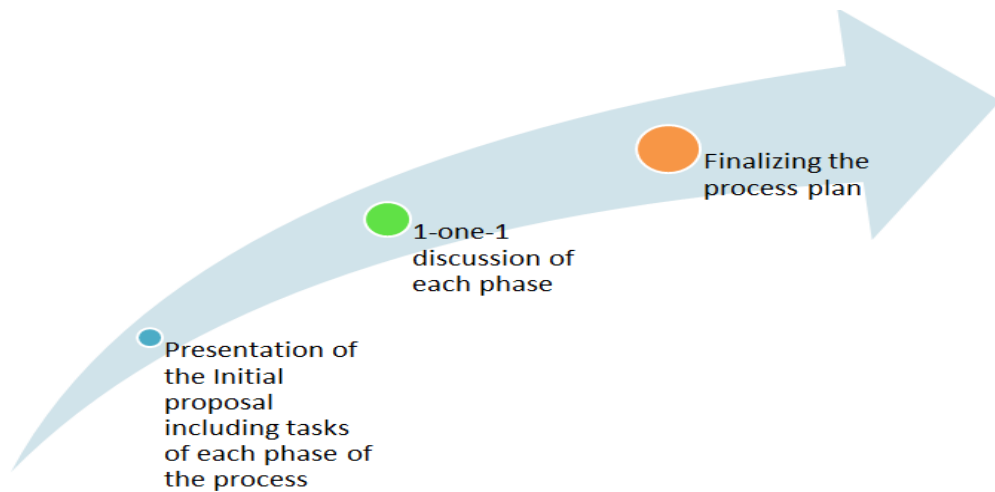 Presentation of
the Initial
proposal
including tasks
of each phase of
the process
1-one-1
discussion of
each phase
Finalizing the
process plan